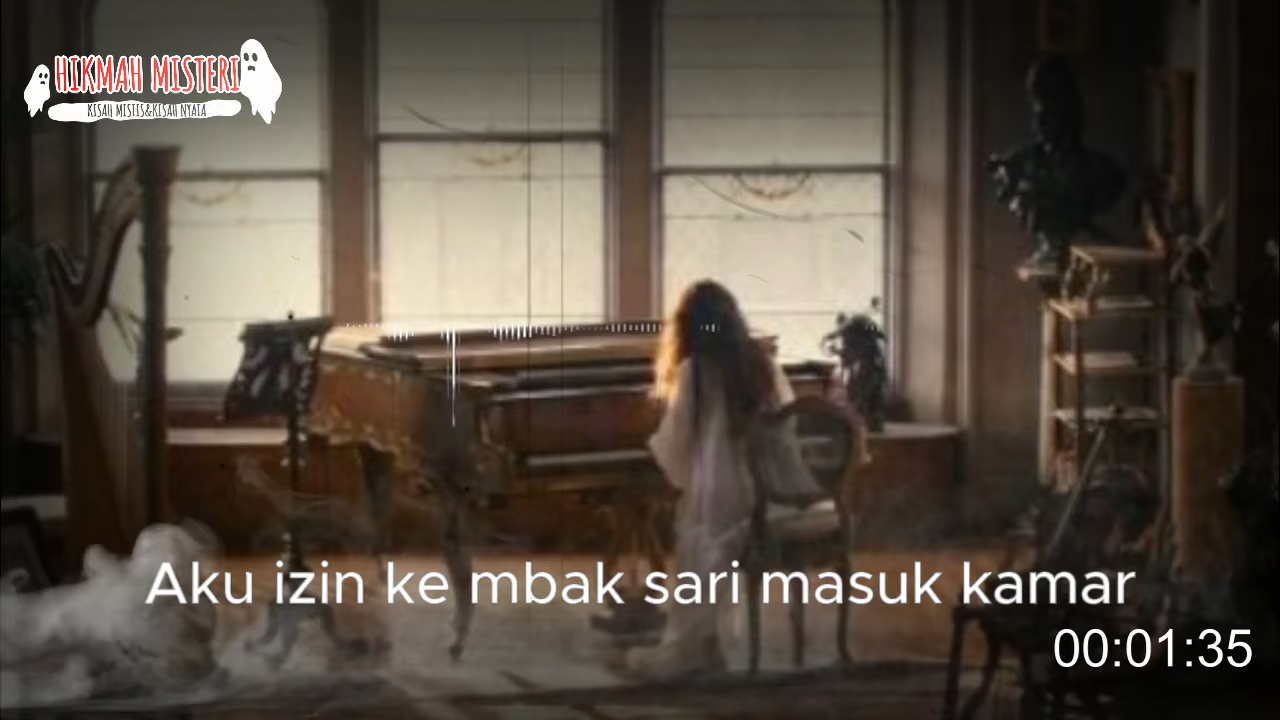 HIKMAH MISTERI
KISAH MISTIS&KISAH NYATA
Aku izin ke mbak sari masuk kamar
00:01:35